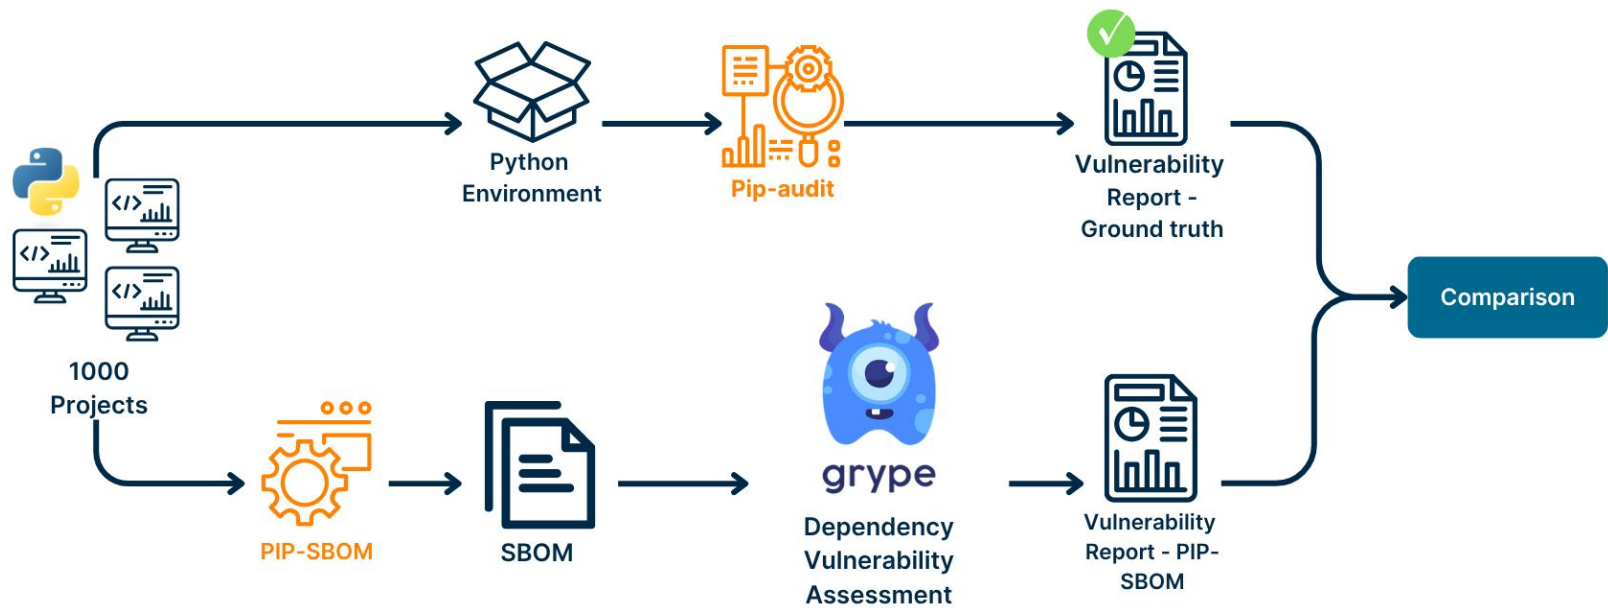 Python
Environment
Pip-audit
Vulnerability
Report -
Ground truth
</>
</>
</>
1000
Projects
Comparison
PIP-SBOM
SBOM
grype
Dependency
Vulnerability
Assessment
Vulnerability
Report - PIP-
SBOM